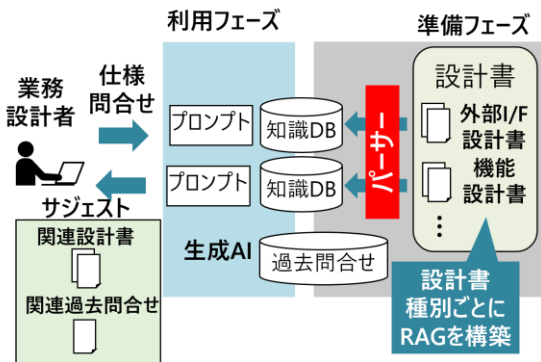 利用フェーズ
準備フェーズ
業務
設計者
仕様
問合せ
サジェスト
関連設計書
関連過去問合せ
プロンプト
知識DB
プロンプト
知識DB
生成AI
過去問合せ
パーサー
設計書
外部I/F
設計書
機能
設計書
⋮
設計書
種別ごとに
RAGを構築